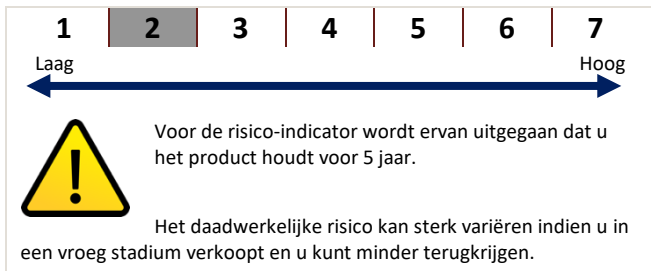 1 2 3 4 5 6 7
Laag Hoog
Voor de risico-indicator wordt ervan uitgegaan dat u
het product houdt voor 5 jaar.
Het daadwerkelijke risico kan sterk variëren indien u in
een vroeg stadium verkoopt en u kunt minder terugkrijgen.